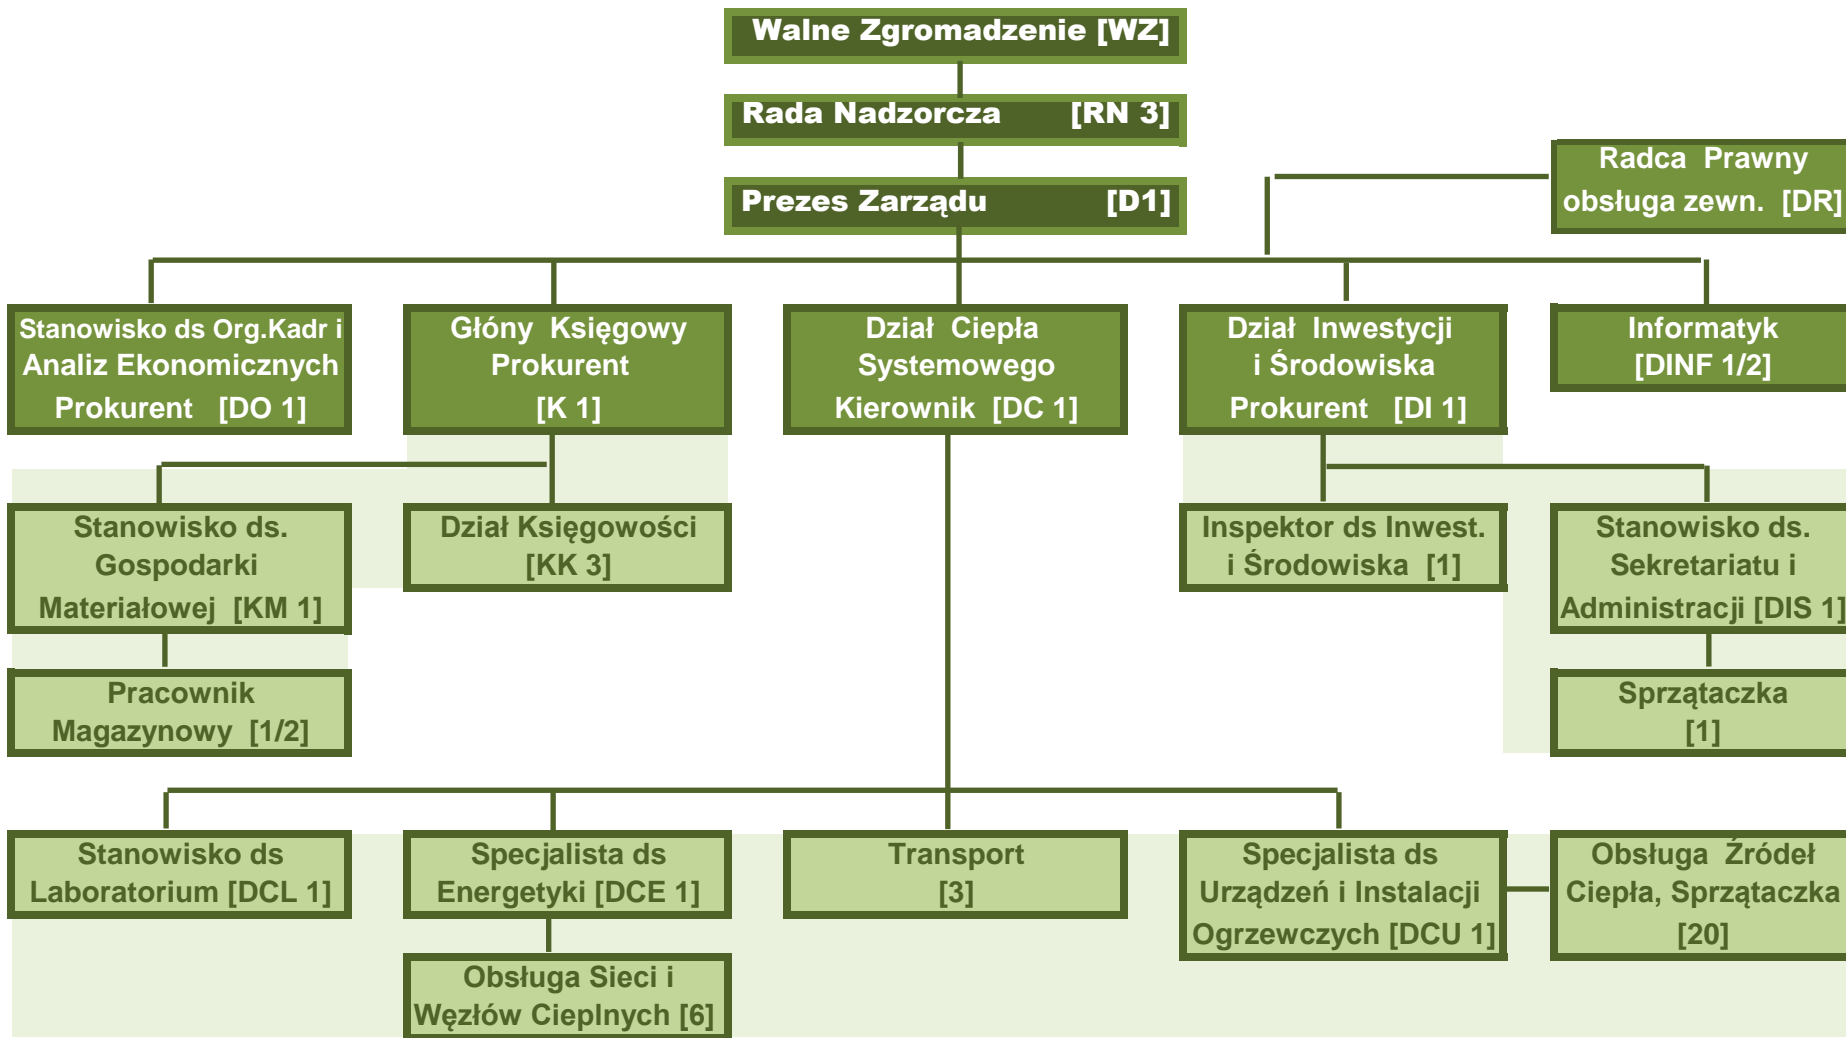 Walne Zgromadzenie [WZ]
Rada Nadzorcza [RN 3]
Prezes Zarządu [D1]
Radca Prawny
obsługa zewn. [DR]
Stanowisko ds Org.Kadr i
Analiz Ekonomicznych
Prokurent [DO 1]
Głóny Księgowy
Prokurent
[K 1]
Dział Ciepła
Systemowego
Kierownik [DC 1]
Dział Inwestycji
i Środowiska
Prokurent [DI 1]
Informatyk
[DINF 1/2]
Stanowisko ds.
Gospodarki
Materiałowej [KM 1]
Dział Księgowości
[KK 3]
Inspektor ds Inwest.
i Środowiska [1]
Stanowisko ds.
Sekretariatu i
Administracji [DIS 1]
Pracownik
Magazynowy [1/2]
Sprzątaczka
[1]
Stanowisko ds
Laboratorium [DCL 1]
Specjalista ds
Energetyki [DCE 1]
Transport
[3]
Specjalista ds
Urządzeń i Instalacji
Ogrzewczych [DCU 1]
Obsługa Źródeł
Ciepła, Sprzątaczka
[20]
Obsługa Sieci i
Węzłów Cieplnych [6]